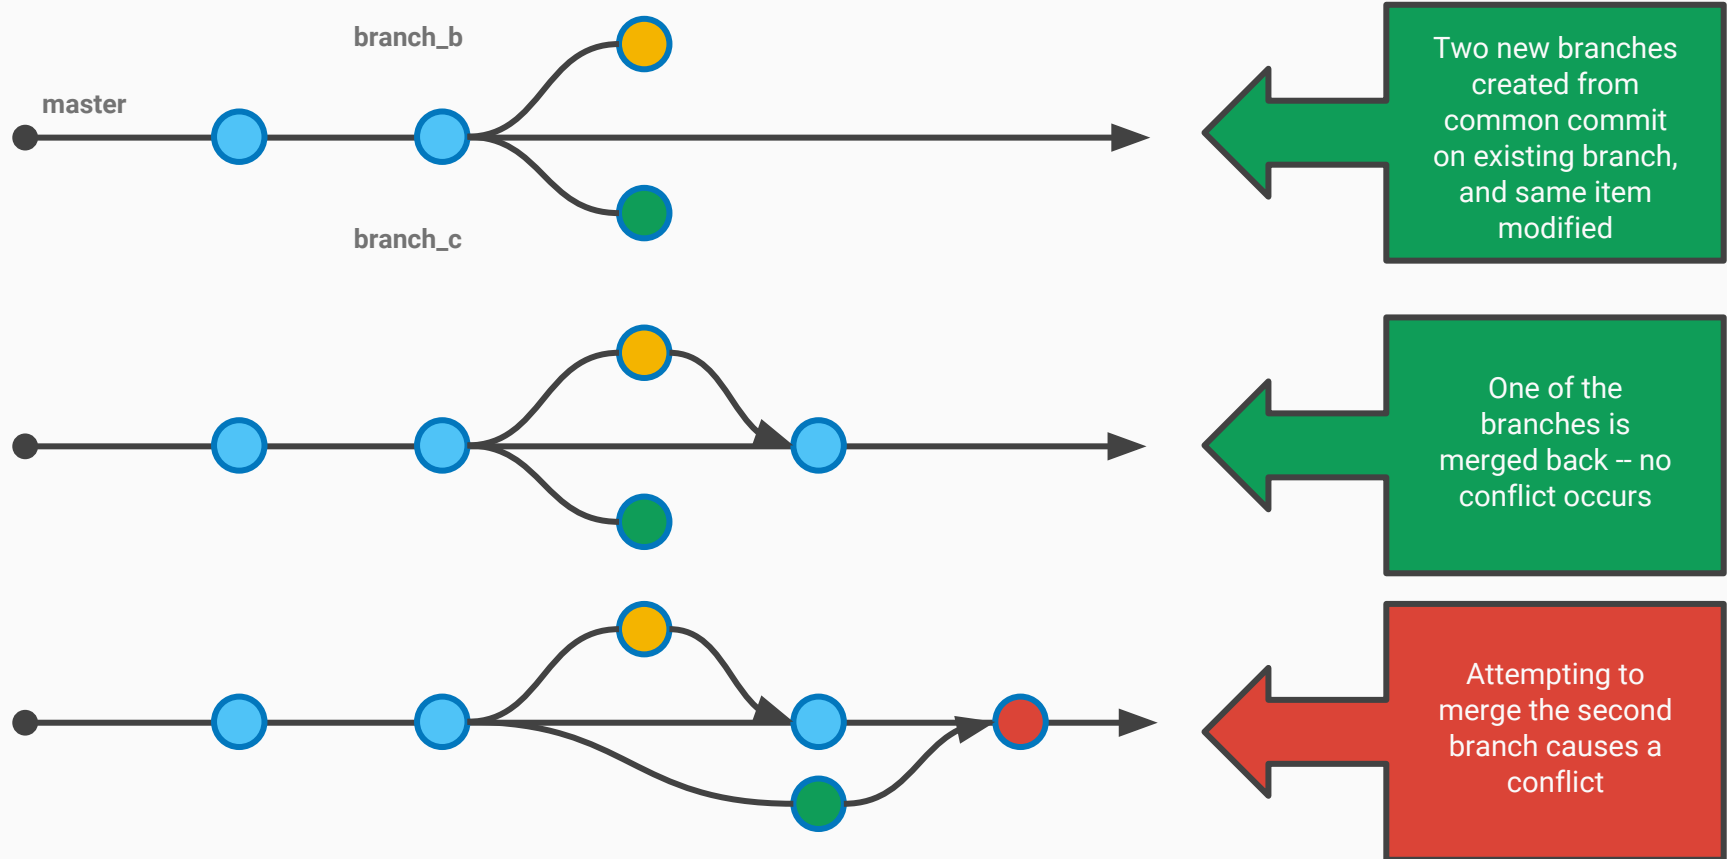 branch_b
master
branch_c
Two new branches
created from
common commit
on existing branch,
and same item
modified
One of the
branches is
merged back -- no
conflict occurs
Attempting to
merge the second
branch causes a
conflict